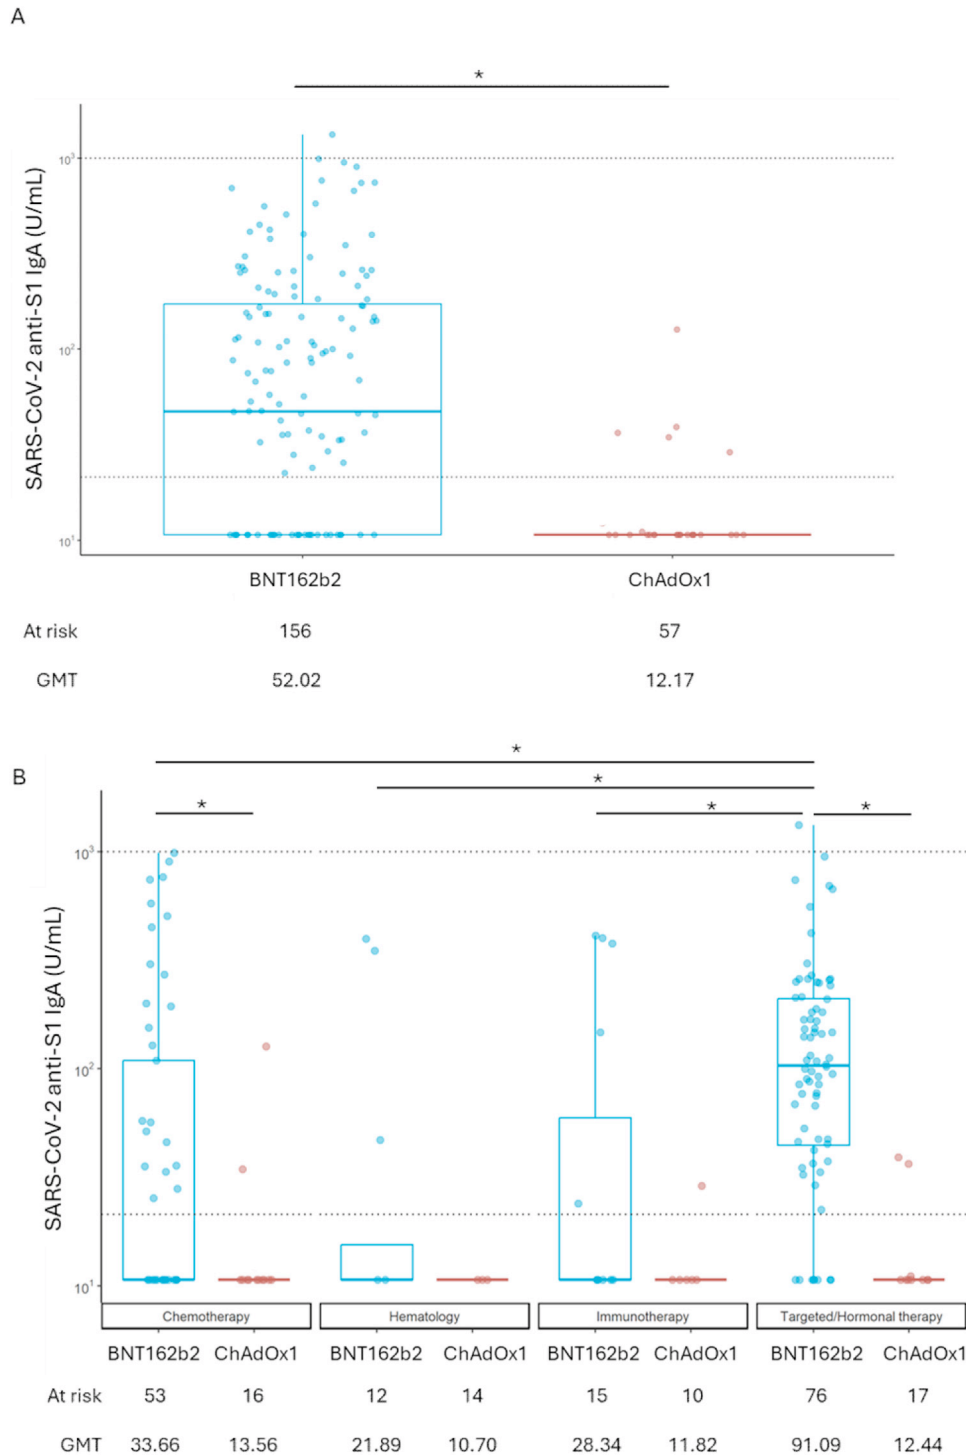 A
*
SARS-CoV-2 anti-S1 IgA (U/mL)
10³
10²
10¹
BNT162b2 ChAdOx1
At risk 156 57
GMT 52.02 12.17
B
*
*
* * * *
SARS-CoV-2 anti-S1 IgA (U/mL)
10³
10²
10¹
Chemotherapy Hematology Immunotherapy Targeted/Hormonal therapy
BNT162b2 ChAdOx1 BNT162b2 ChAdOx1 BNT162b2 ChAdOx1 BNT162b2 ChAdOx1
At risk 53 16 12 14 15 10 76 17
GMT 33.66 13.56 21.89 10.70 28.34 11.82 91.09 12.44